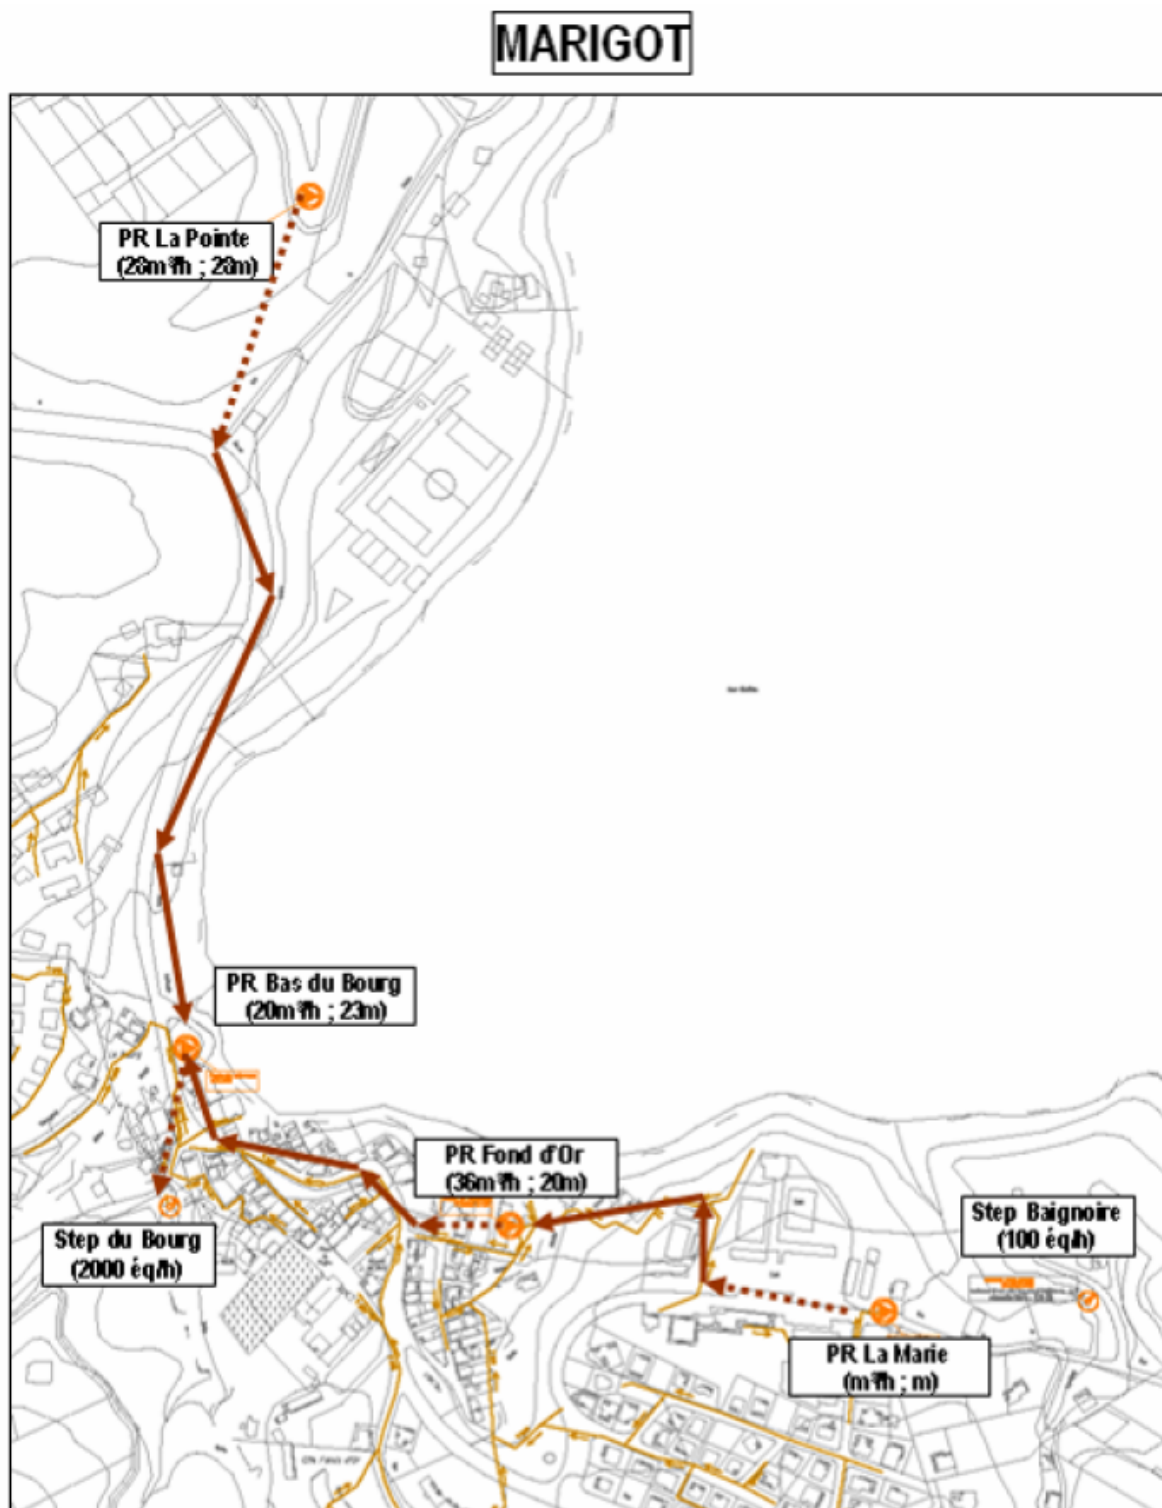 MARIGOT
PR La Pointe
(28m³/h ; 28m)
PR Bas du Bourg
(20m³/h ; 23m)
PR Fond d'Or
(36m³/h ; 20m)
Step Baignoire
(100 éq/h)
Step du Bourg
(2000 éq/h)
PR La Marie
(m³/h ; m)